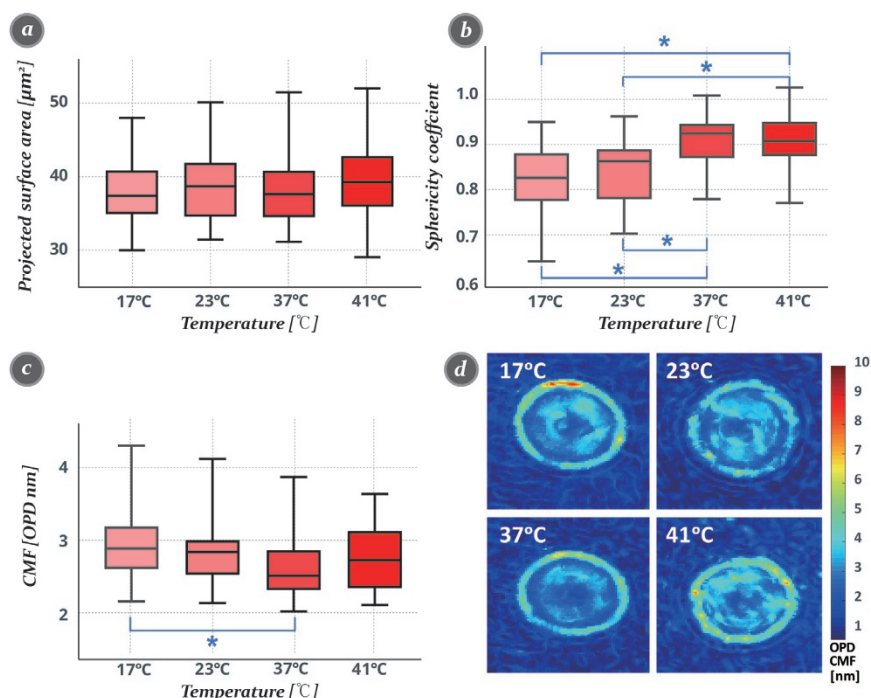 a
Projected surface area [µm²]
50
40
30
17°C 23°C 37°C 41°C
Temperature [℃]
b
Sphericity coeffcient
1.0
0.9
0.8
0.7
0.6
*
*
*
*
17°C 23°C 37°C 41°C
Temperature [℃]
c
CMF [OPD nm]
4
3
2
*
17°C 23°C 37°C 41°C
Temperature [℃]
d
17°C 23°C
37°C 41°C
10
9
8
7
6
5
4
3
2
1
OPD
CMF
[nm]